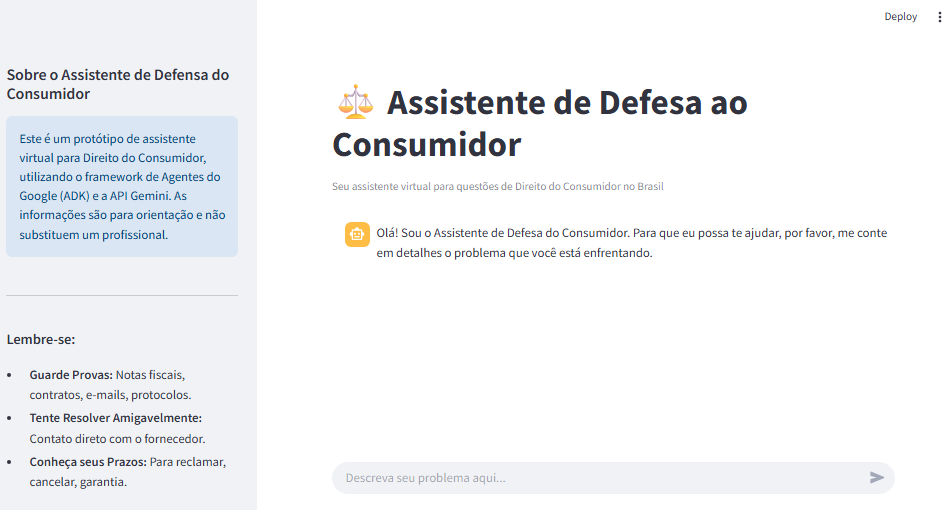 Deploy
Sobre o Assistente de Defensa do
Consumidor
Este é um protótipo de assistente
virtual para Direito do Consumidor,
utilizando o framework de Agentes do
Google (ADK) e a API Gemini. As
informações são para orientação e não
substituem um profissional.
Lembre-se:
Guarde Provas: Notas fiscais,
contratos, e-mails, protocolos.
Tente Resolver Amigavelmente:
Contato direto com o fornecedor.
Conheça seus Prazos: Para reclamar,
cancelar, garantia.
Assistente de Defesa ao
Consumidor
Seu assistente virtual para questões de Direito do Consumidor no Brasil
Olá! Sou o Assistente de Defesa do Consumidor. Para que eu possa te ajudar, por favor, me conte
em detalhes o problema que você está enfrentando.
Descreva seu problema aqui...